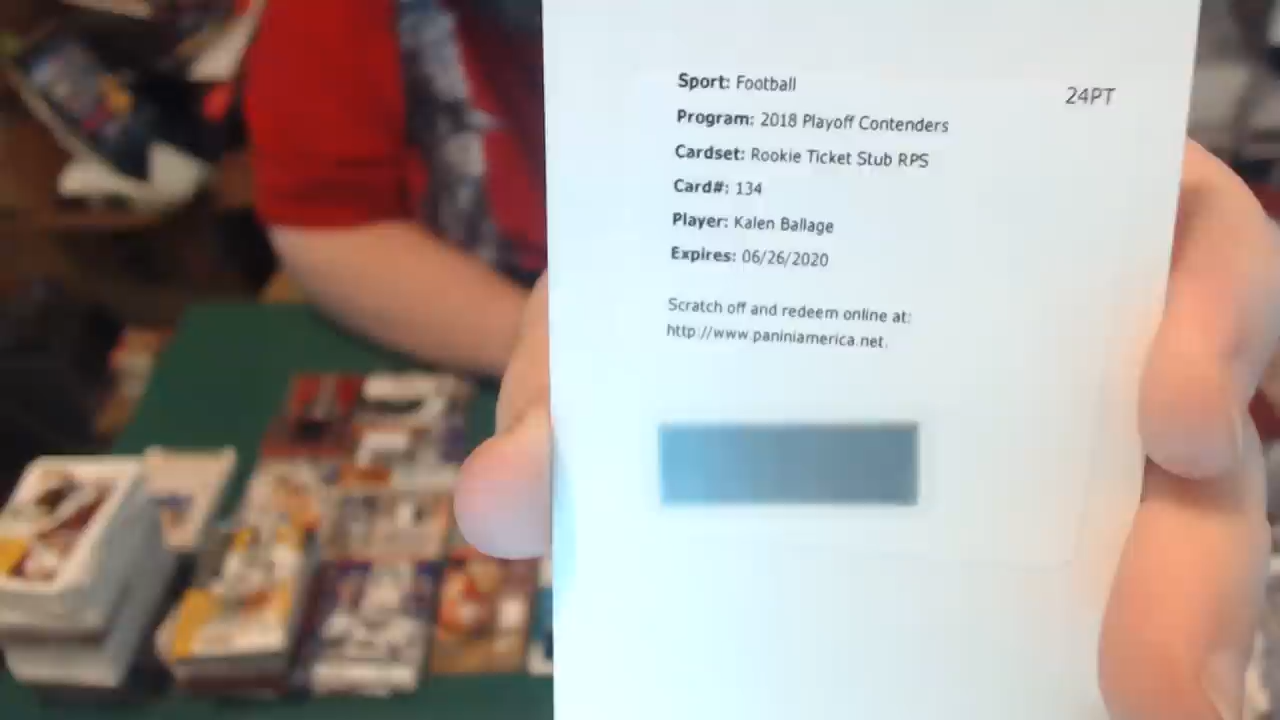 Sport: Football
24PT
Program: 2018 Playoff Contenders
Cardset: Rookie Ticket Stub RPS
Card#: 134
Player: Kalen Ballage
Expires: 06/26/2020
Scratch off and redeem online at:
http://www.paniniamerica.net.